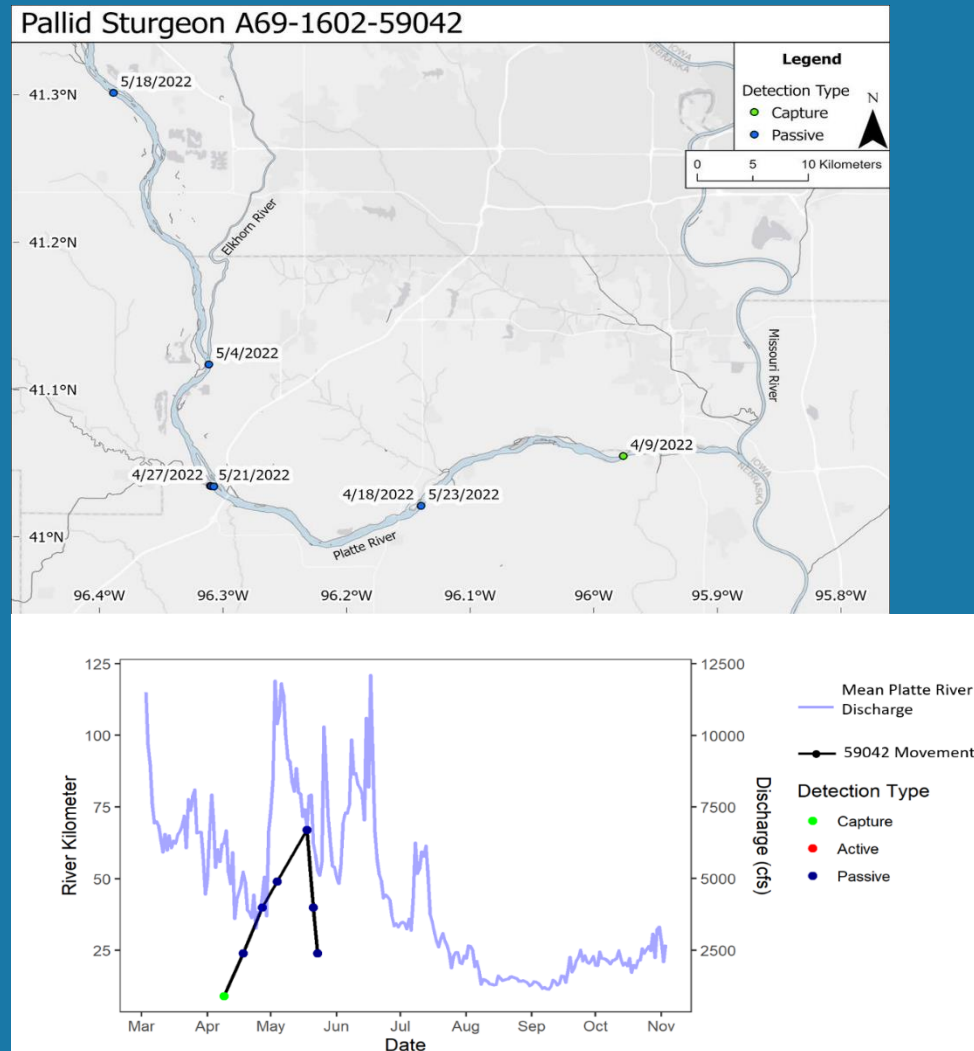 Pallid Sturgeon A69-1602-59042
Legend
Detection Type
Capture
Passive
N
0 5 10 Kilometers
IOWA
NEBRASKA
5/18/2022
41.3°N
41.2°N
Elkhorn River
5/4/2022
41.1°N
Missouri River
4/9/2022
IOWA
NEBRASKA
4/27/2022 5/21/2022
4/18/2022 5/23/2022
41°N
Platte River
96.4°W 96.3°W 96.2°W 96.1°W 96°W 95.9°W 95.8°W
125
100
75
50
25
River Kilometer
12500
10000
7500
5000
2500
Discharge (cfs)
Mar Apr May Jun Jul Aug Sep Oct Nov
Date
Mean Platte River
Discharge
59042 Movement
Detection Type
Capture
Active
Passive